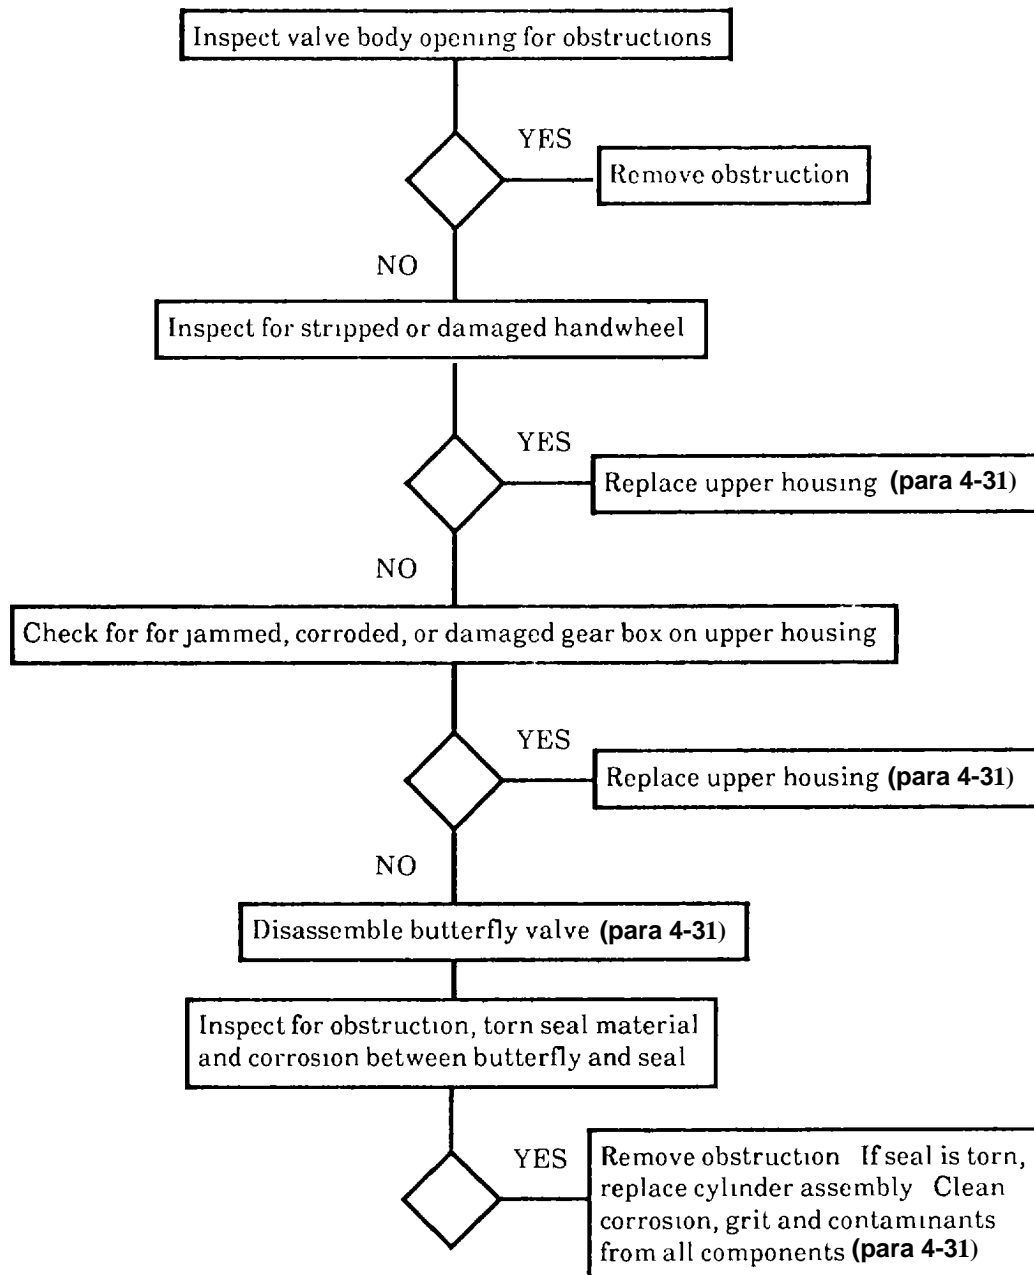 Inspect valve body opening for obstructions
YES
Remove obstruction
NO
Inspect for stripped or damaged handwheel
YES
Replace upper housing (para 4-31)
NO
Check for for jammed, corroded, or damaged gear box on upper housing
YES
Replace upper housing (para 4-31)
NO
Disassemble butterfly valve (para 4-31)
Inspect for obstruction, torn seal material
and corrosion between butterfly and seal
YES
Remove obstruction If seal is torn,
replace cylinder assembly Clean
corrosion, grit and contaminants
from all components (para 4-31)